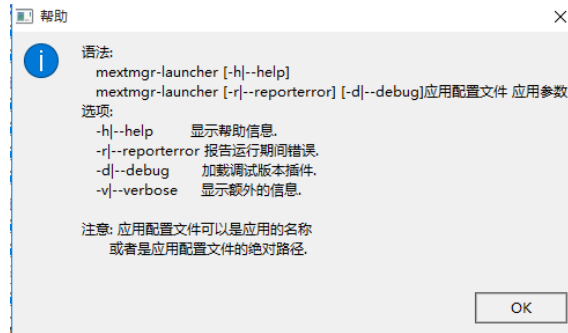 帮助
语法:
mextmgr-launcher [-h|--help]
mextmgr-launcher [-r|--reporterror] [-d|--debug]应用配置文件 应用参数
选项:
-h|--help 显示帮助信息.
-r|--reporterror 报告运行期间错误.
-d|--debug 加载调试版本插件.
-v|--verbose 显示额外的信息.
注意: 应用配置文件可以是应用的名称
或者是应用配置文件的绝对路径.
OK